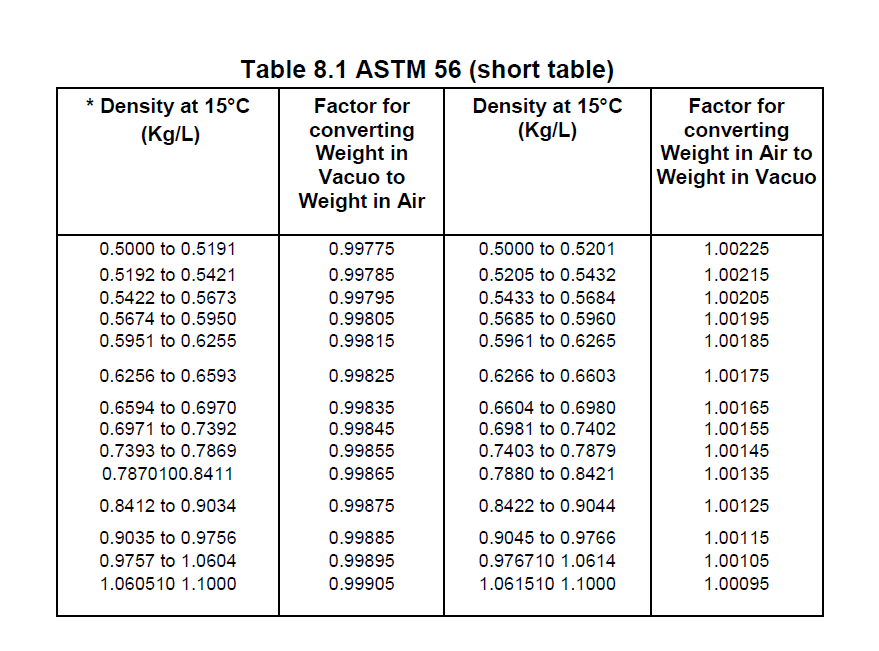 Table 8.1 ASTM 56 (short table)
* Density at 15°C (Kg/L) Factor for converting Weight in Vacuo to Weight in Air Density at 15°C (Kg/L) Factor for converting Weight in Air to Weight in Vacuo
0.5000 to 0.5191 0.99775 0.5000 to 0.5201 1.00225
0.5192 to 0.5421 0.99785 0.5205 to 0.5432 1.00215
0.5422 to 0.5673 0.99795 0.5433 to 0.5684 1.00205
0.5674 to 0.5950 0.99805 0.5685 to 0.5960 1.00195
0.5951 to 0.6255 0.99815 0.5961 to 0.6265 1.00185
0.6256 to 0.6593 0.99825 0.6266 to 0.6603 1.00175
0.6594 to 0.6970 0.99835 0.6604 to 0.6980 1.00165
0.6971 to 0.7392 0.99845 0.6981 to 0.7402 1.00155
0.7393 to 0.7869 0.99855 0.7403 to 0.7879 1.00145
0.7870100.8411 0.99865 0.7880 to 0.8421 1.00135
0.8412 to 0.9034 0.99875 0.8422 to 0.9044 1.00125
0.9035 to 0.9756 0.99885 0.9045 to 0.9766 1.00115
0.9757 to 1.0604 0.99895 0.976710 1.0614 1.00105
1.060510 1.1000 0.99905 1.061510 1.1000 1.00095